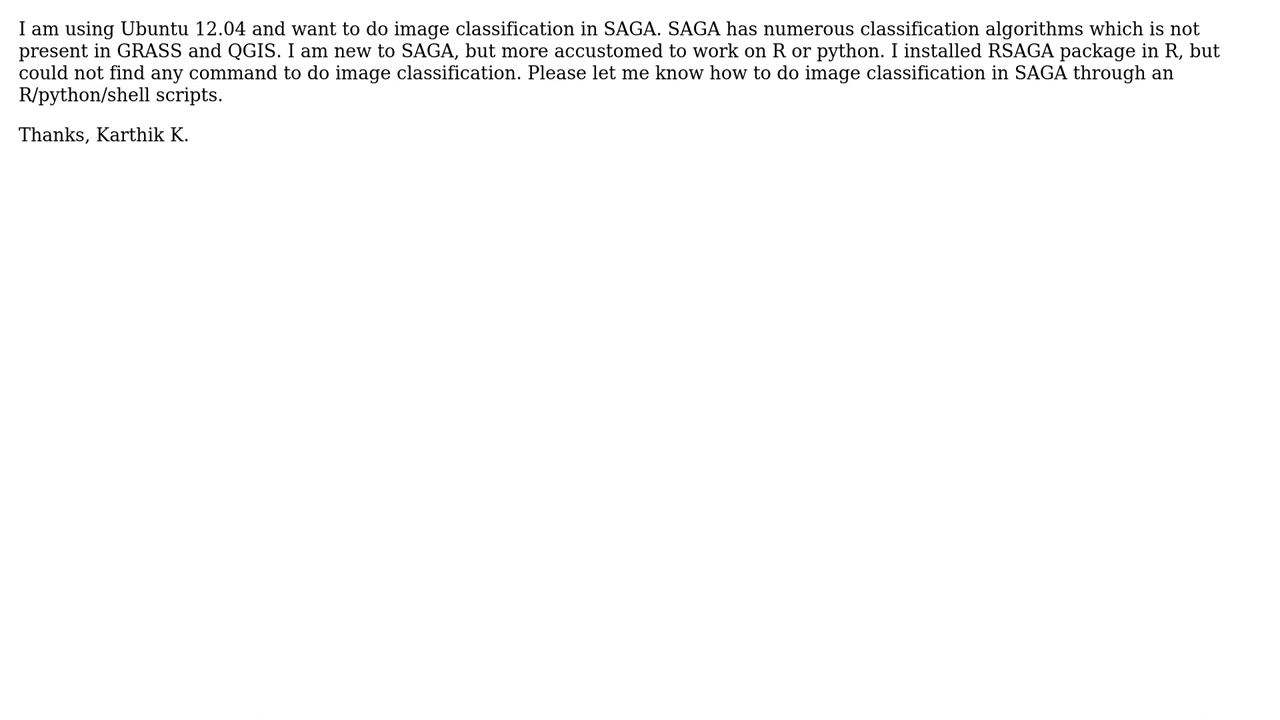 I am using Ubuntu 12.04 and want to do image classification in SAGA. SAGA has numerous classification algorithms which is not
present in GRASS and QGIS. I am new to SAGA, but more accustomed to work on R or python. I installed RSAGA package in R, but
could not find any command to do image classification. Please let me know how to do image classification in SAGA through an
R/python/shell scripts.
Thanks, Karthik K.